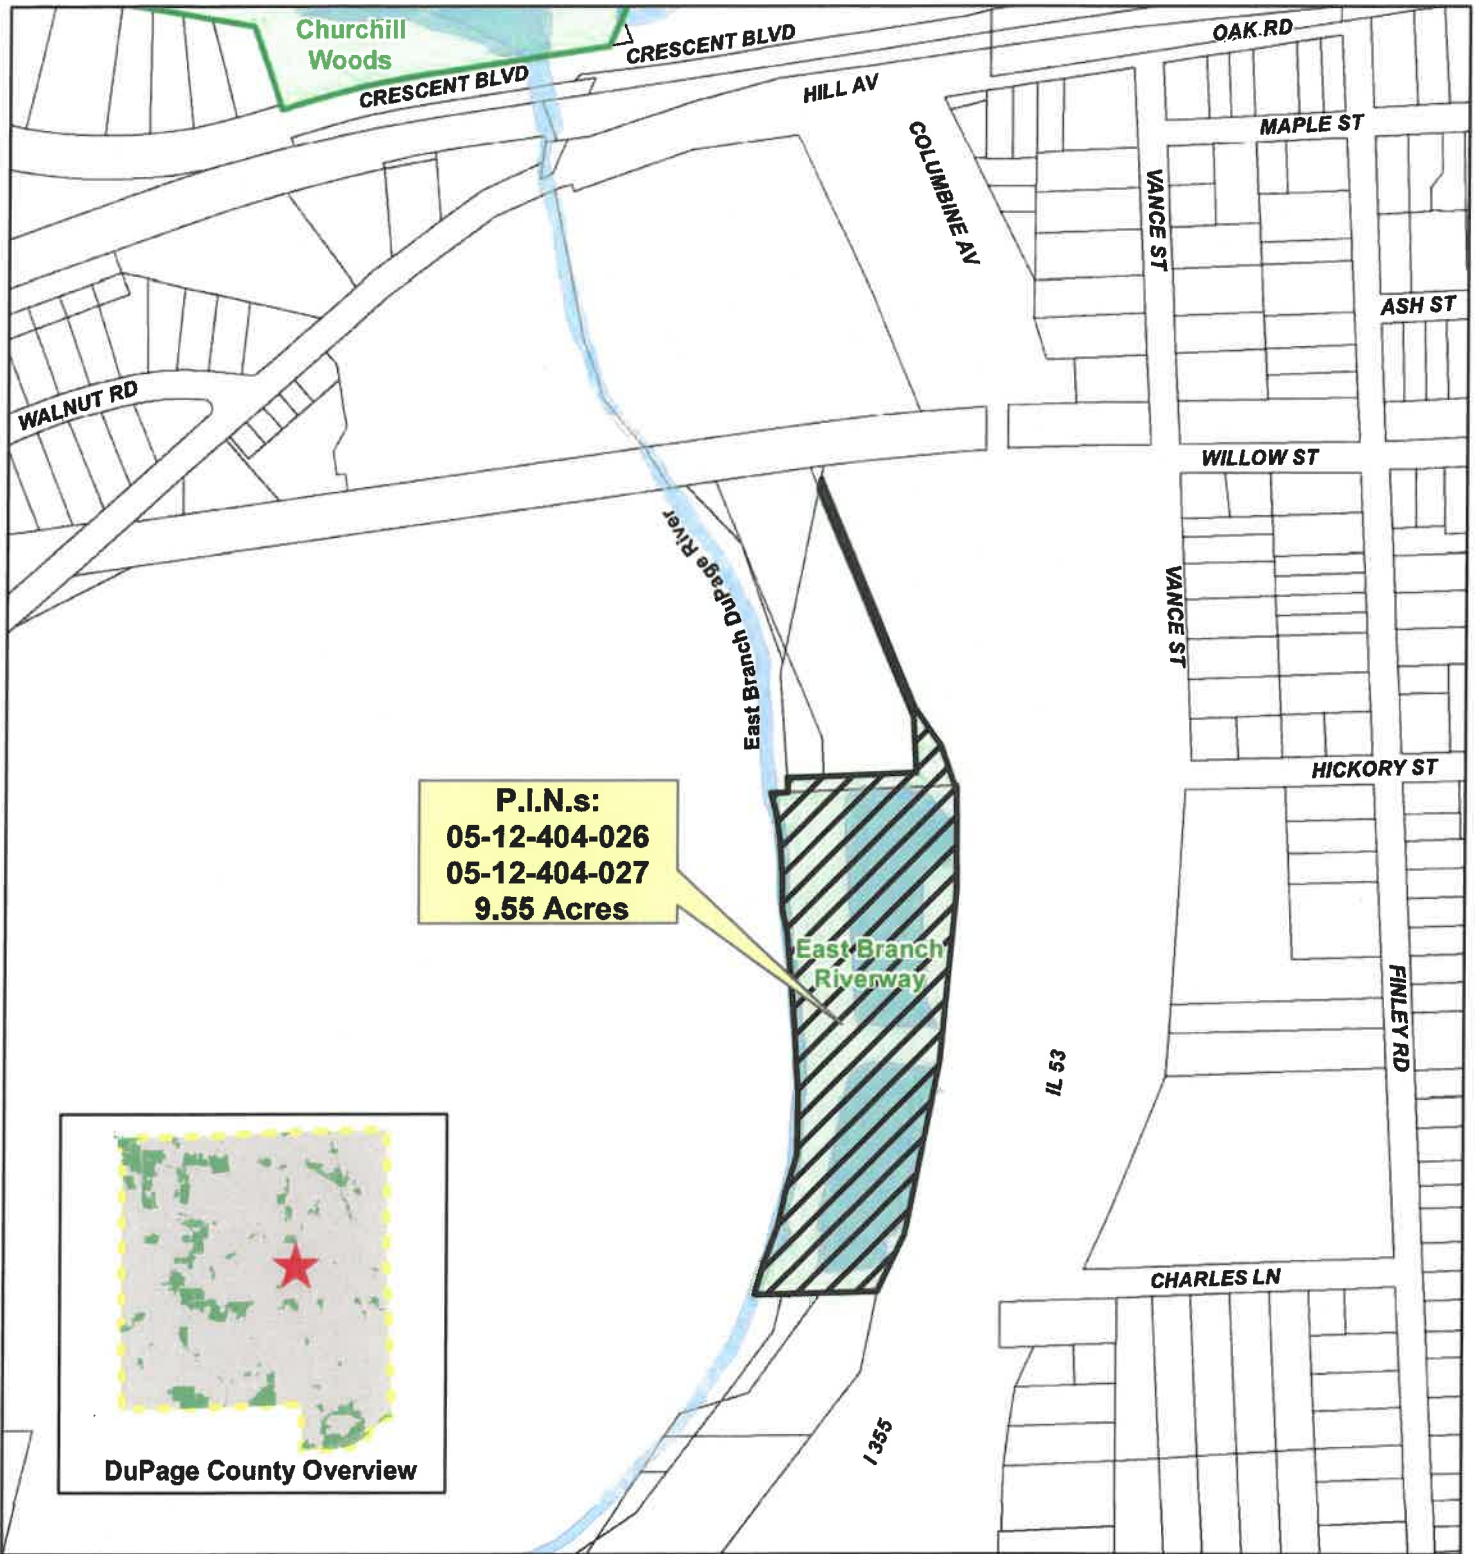 Churchill
Woods
CRESCENT BLVD
CRESCENT BLVD
OAK RD
HILL AV
MAPLE ST
COLUMBINE AV
VANCE ST
ASH ST
WALNUT RD
WILLOW ST
East Branch DuPage River
VANCE ST
HICKORY ST
P.I.N.s:
05-12-404-026
05-12-404-027
9.55 Acres
East Branch
Riverway
FINLEY RD
IL 53
CHARLES LN
I 355
DuPage County Overview